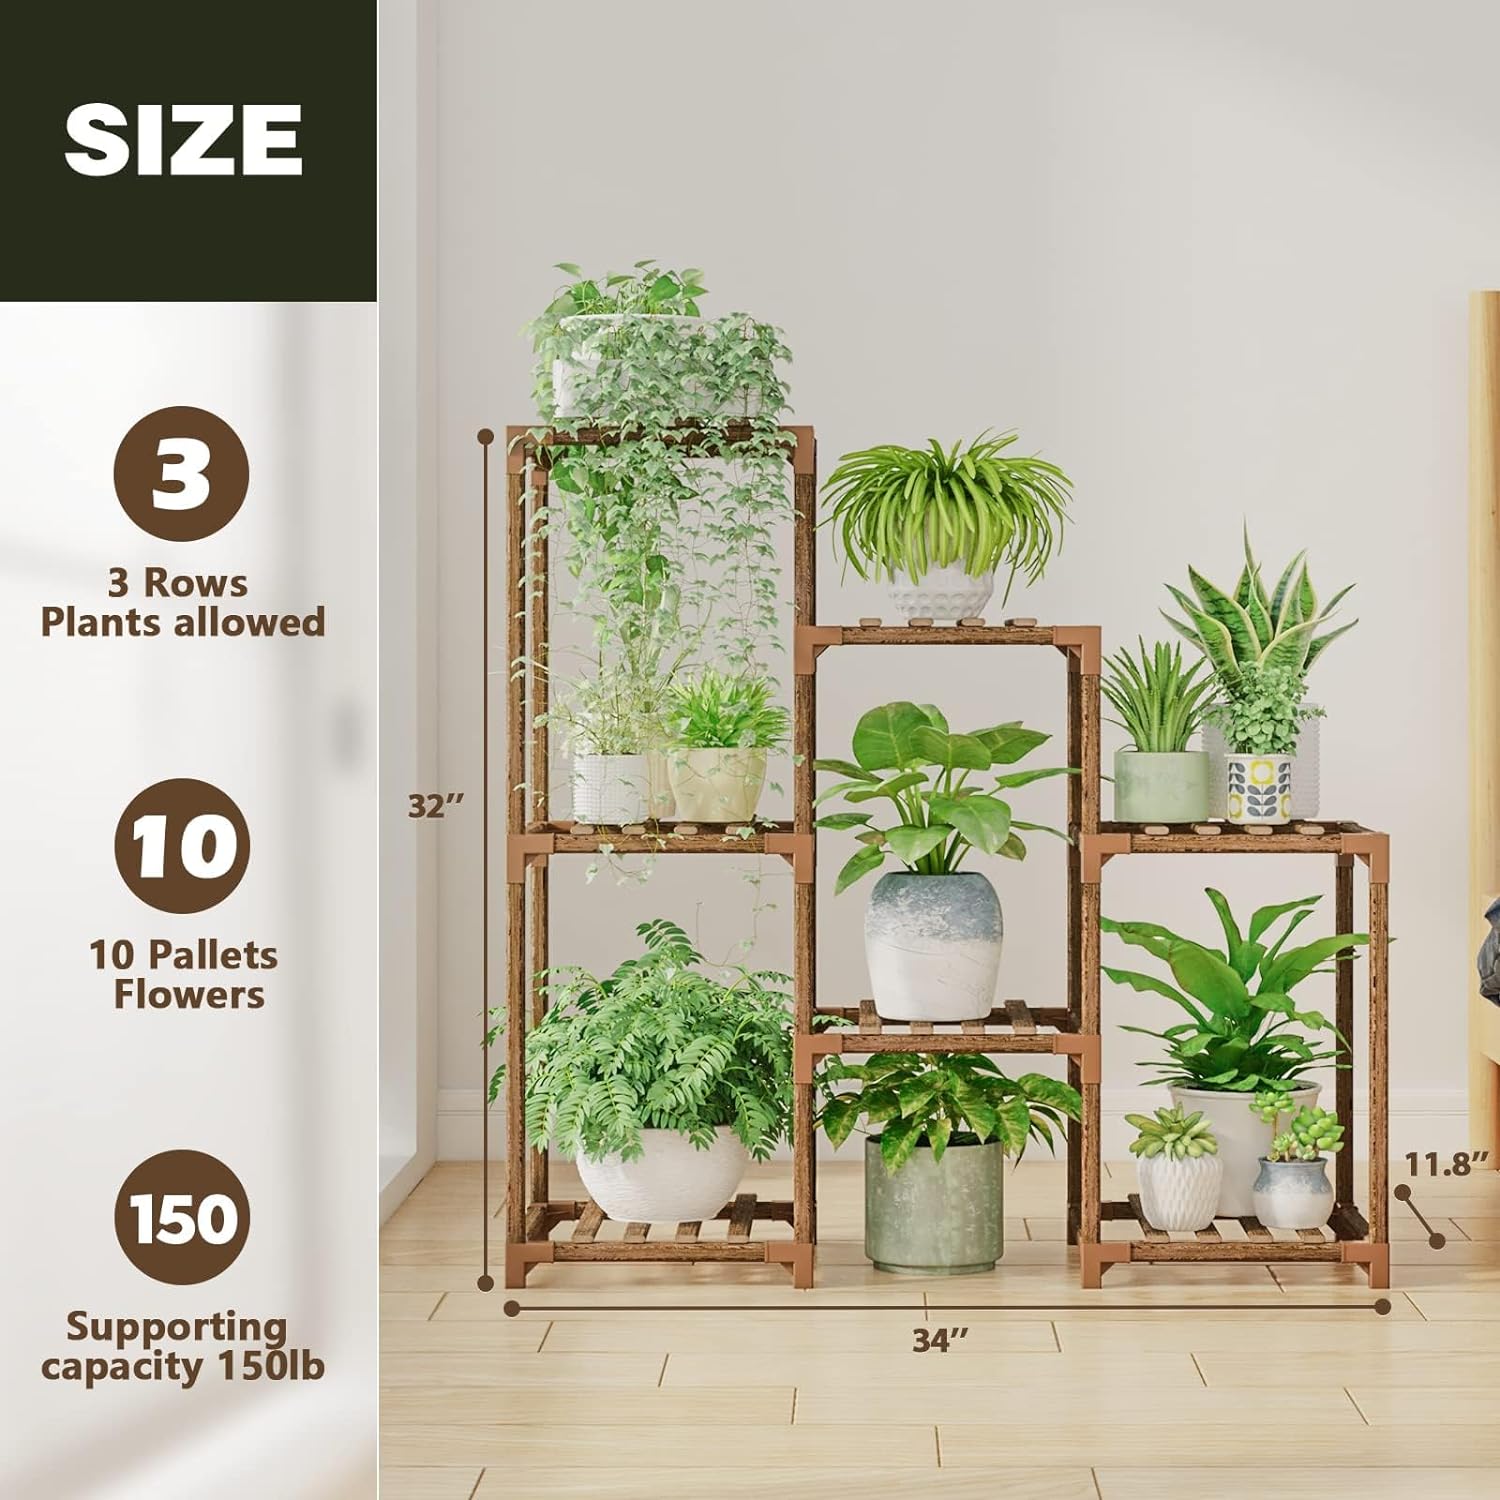 SIZE
3
3 Rows
Plants allowed
10
10 Pallets
Flowers
150
Supporting
capacity 150lb
32’’
34’’
11.8’’